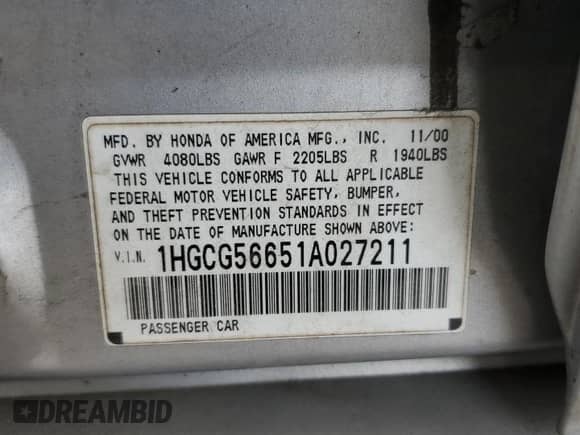 MFD. BY HONDA OF AMERICA MFG., INC. 11/00
GVWR 4080LBS GAWR F 2205LBS R 1940LBS
THIS VEHICLE CONFORMS TO ALL APPLICABLE
FEDERAL MOTOR VEHICLE SAFETY, BUMPER,
AND THEFT PREVENTION STANDARDS IN EFFECT
ON THE DATE OF MANUFACTURE SHOWN ABOVE:
V.I.N. 1HGCG56651A027211
PASSENGER CAR
DREAMBID